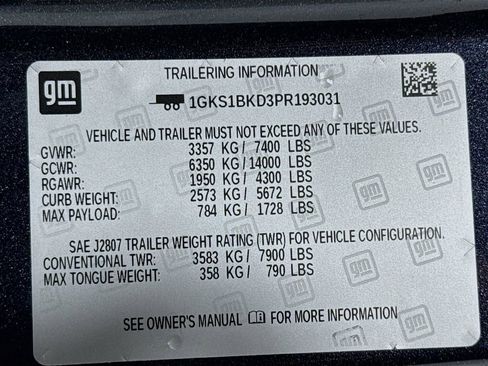 gm
TRAILERING INFORMATION
1GKS1BKD3PR193031
VEHICLE AND TRAILER MUST NOT EXCEED ANY OF THESE VALUES.
GVWR: 3357 KG/ 7400 LBS
GCWR: 6350 KG/ 14000 LBS
RGAWR: 1950 KG/ 4300 LBS
CURB WEIGHT: 2573 KG/ 5672 LBS
MAX PAYLOAD: 784 KG/ 1728 LBS
SAE J2807 TRAILER WEIGHT RATING (TWR) FOR VEHICLE CONFIGURATION.
CONVENTIONAL TWR: 3583 KG/ 7900 LBS
MAX TONGUE WEIGHT: 358 KG/ 790 LBS
SEE OWNER'S MANUAL FOR MORE INFORMATION